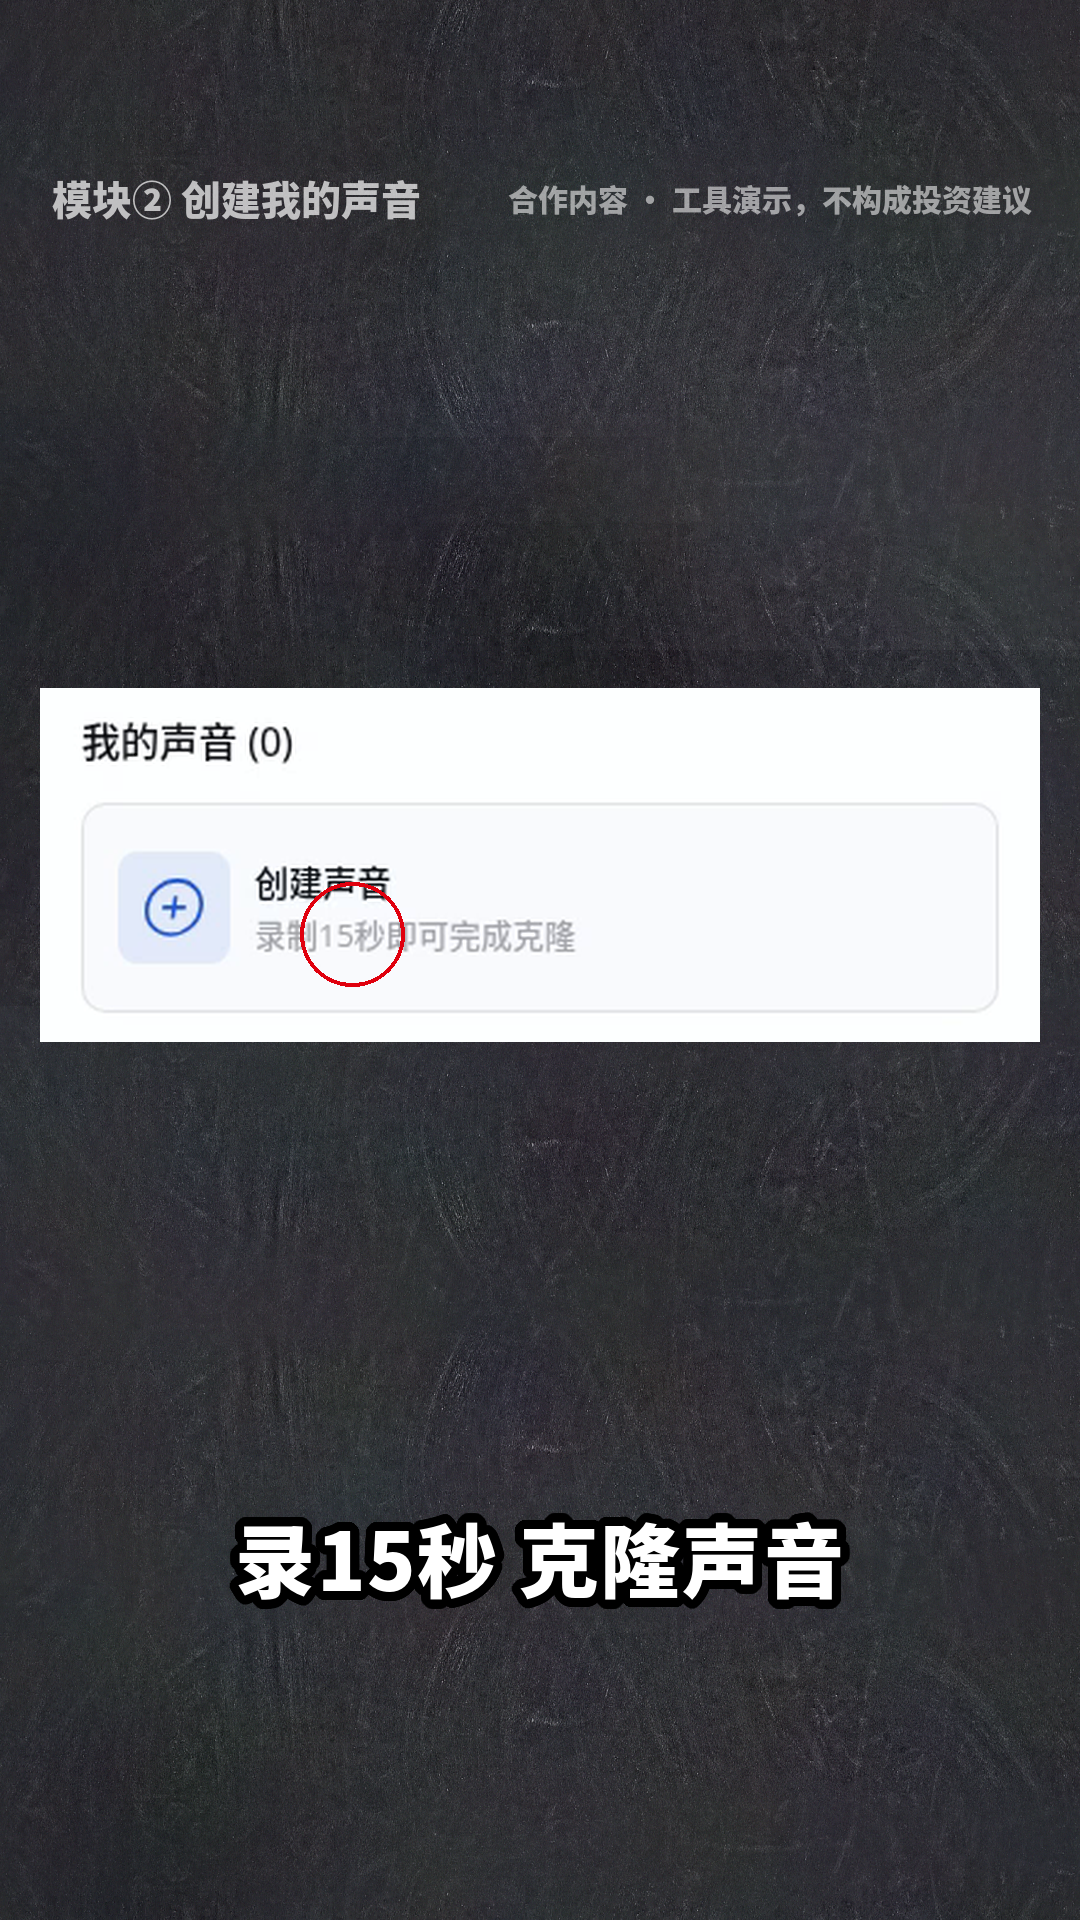 模块② 创建我的声音
合作内容 · 工具演示，不构成投资建议
我的声音 (0)
创建声音
录制15秒即可完成克隆
录15秒 克隆声音